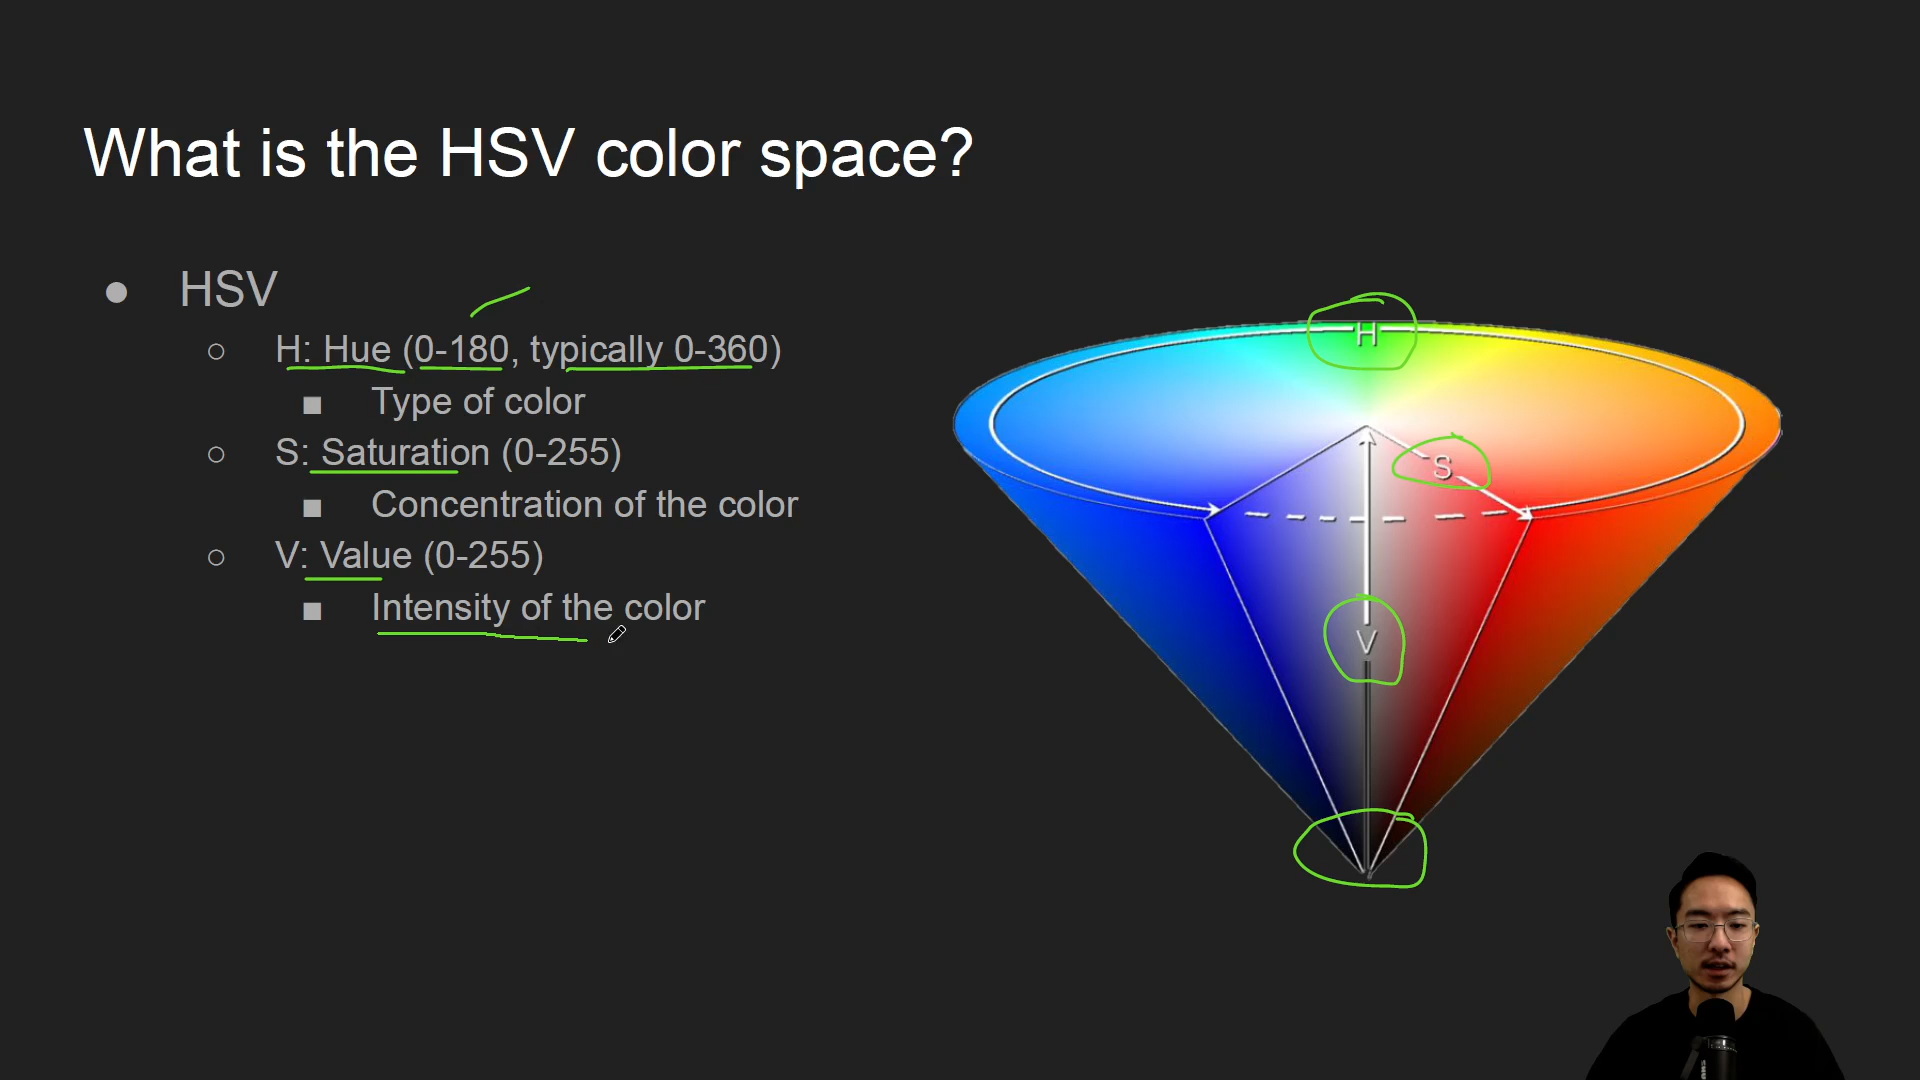 What is the HSV color space?
● HSV
○ H: Hue (0-180, typically 0-360)
■ Type of color
○ S: Saturation (0-255)
■ Concentration of the color
○ V: Value (0-255)
■ Intensity of the color
H
S
V